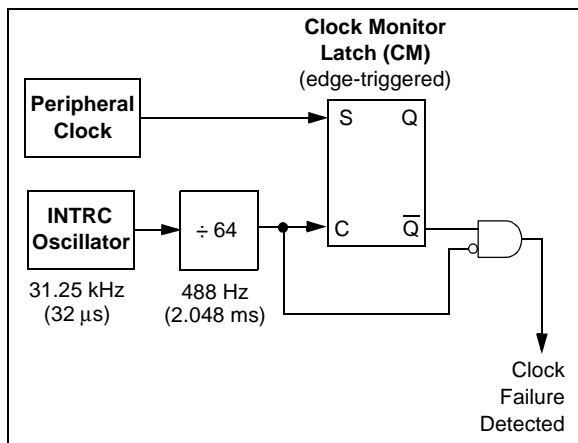 Clock Monitor
Latch (CM)
(edge-triggered)
Peripheral
Clock
S
Q
INTRC
Oscillator
÷ 64
C
Q̅
31.25 kHz
(32 μs)
488 Hz
(2.048 ms)
Clock
Failure
Detected